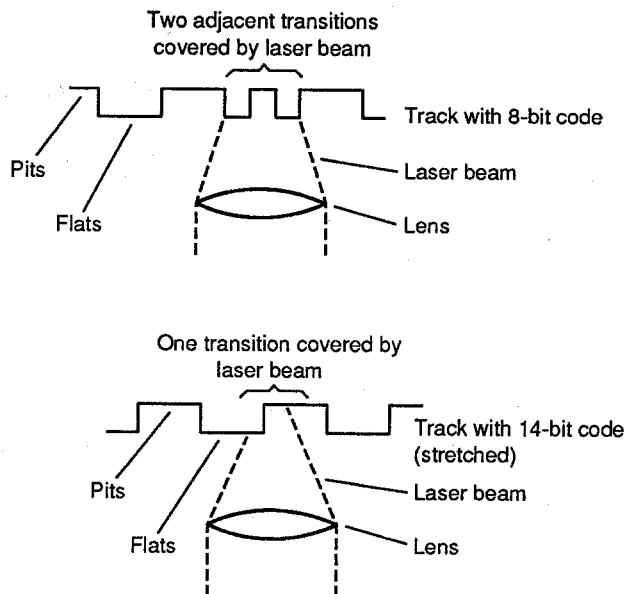 Two adjacent transitions
covered by laser beam
Track with 8-bit code
Pits
Laser beam
Flats
Lens
One transition covered by
laser beam
Track with 14-bit code
(stretched)
Pits
Laser beam
Flats
Lens